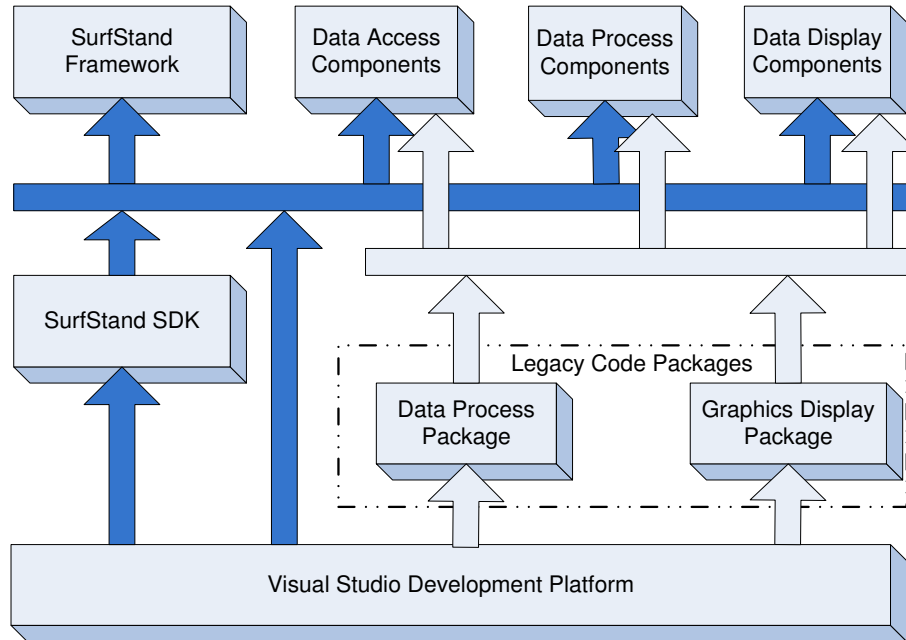 SurfStand
Framework
Data Access
Components
Data Process
Components
Data Display
Components
SurfStand SDK
Legacy Code Packages
Data Process
Package
Graphics Display
Package
Visual Studio Development Platform